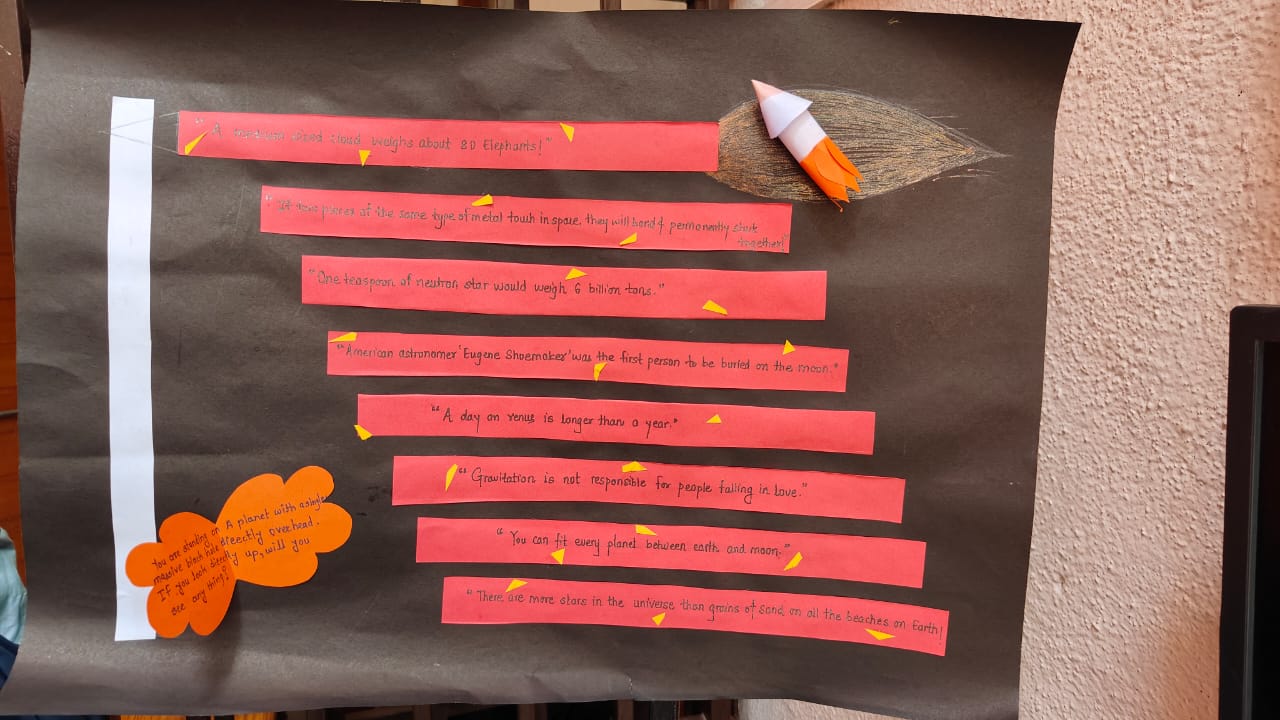 "A medium sized cloud weighs about 80 Elephants!"
"If two pieces of the same type of metal touch in space, they will bond & permanently stuck
together!"
"One teaspoon of neutron star would weigh 6 billion tons."
"American astronomer 'Eugene Shoemaker' was the first person to be buried on the moon."
"A day on venus is longer than a year."
"Gravitation is not responsible for people falling in love."
"You can fit every planet between earth and moon."
"There are more stars in the universe than grains of sand on all the beaches on Earth!
You are standing on A planet with a single
massive black hole direectly overhead.
If you look directly up, will you
see any thing?